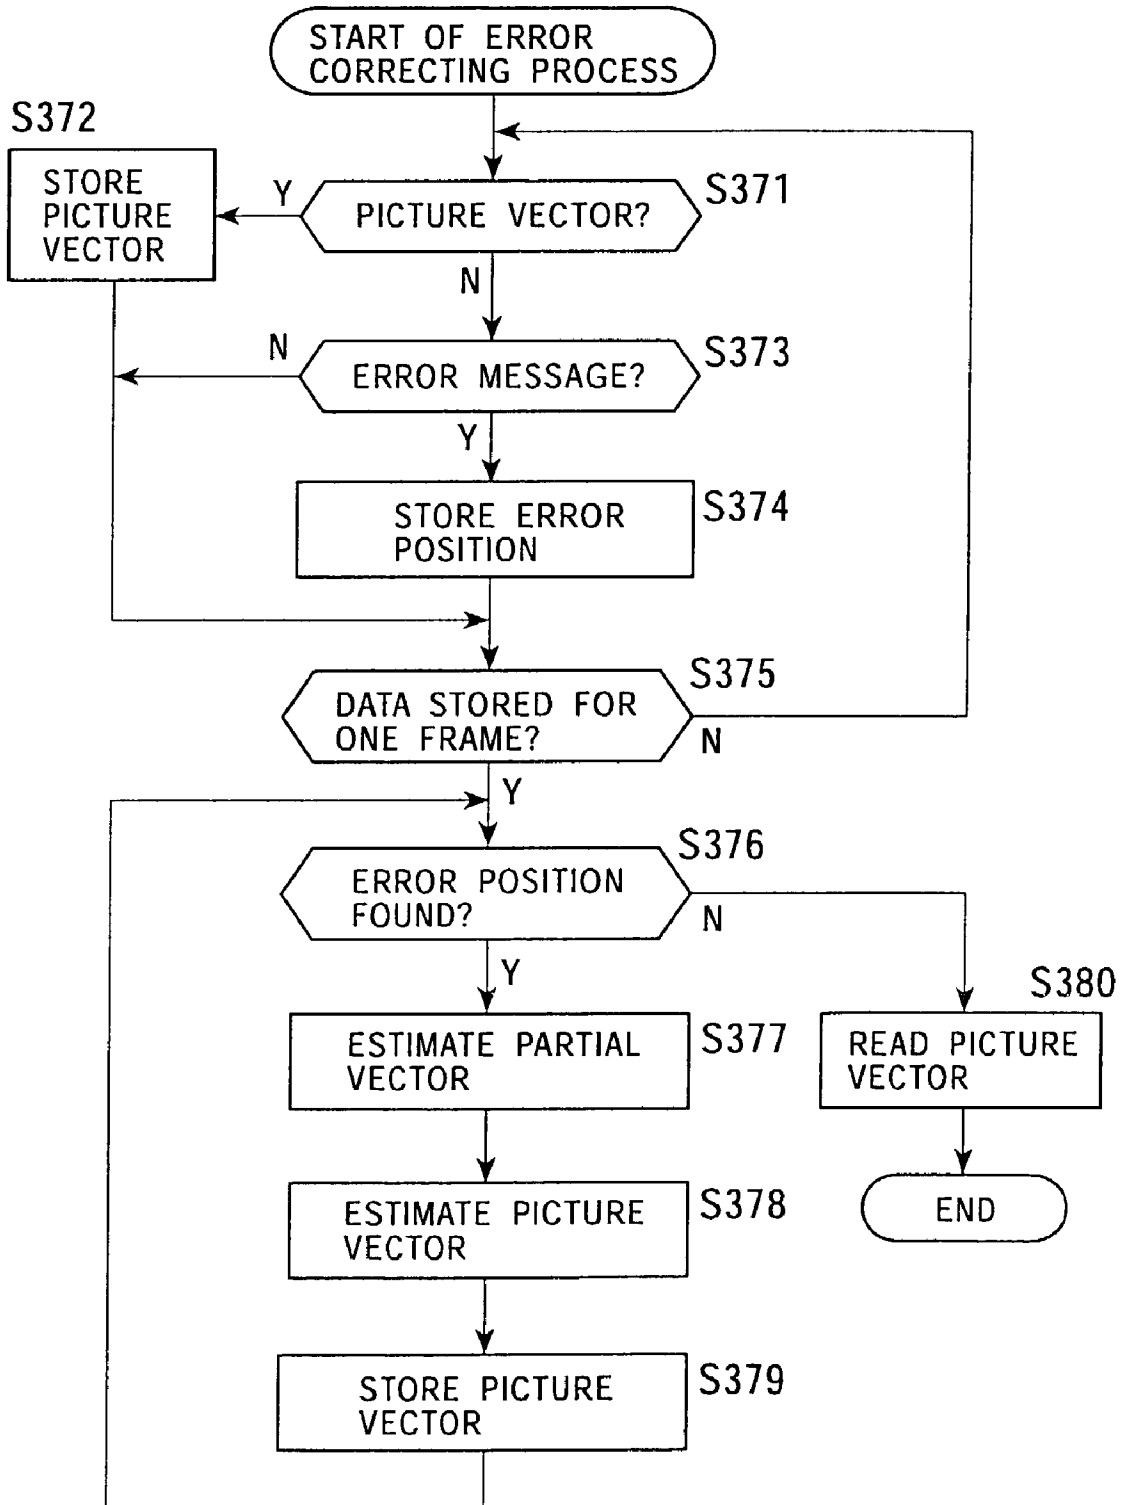 START OF ERROR
CORRECTING PROCESS
S372
STORE
PICTURE
VECTOR
Y
PICTURE VECTOR?
S371
N
N
ERROR MESSAGE?
S373
Y
STORE ERROR
POSITION
S374
S375
DATA STORED FOR
ONE FRAME?
N
Y
S376
ERROR POSITION
FOUND?
N
Y
S380
ESTIMATE PARTIAL
VECTOR
S377
READ PICTURE
VECTOR
ESTIMATE PICTURE
VECTOR
S378
END
STORE PICTURE
VECTOR
S379